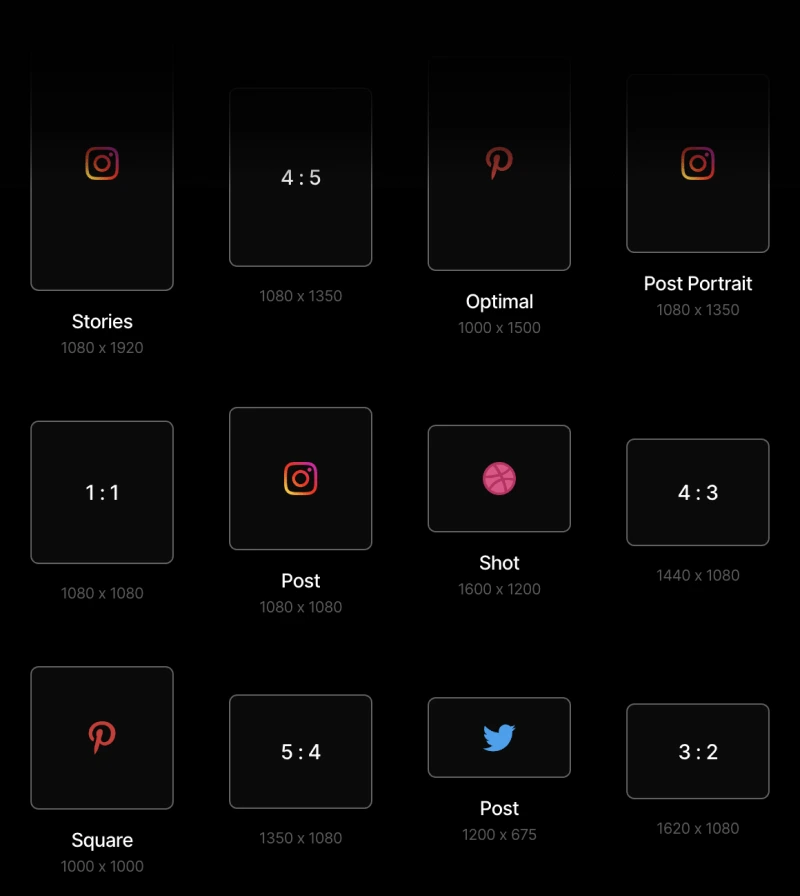 4 : 5
Stories
1080 x 1920
1080 x 1350
Optimal
1000 x 1500
Post Portrait
1080 x 1350
1 : 1
4 : 3
1080 x 1080
Post
1080 x 1080
Shot
1600 x 1200
1440 x 1080
5 : 4
3 : 2
Square
1000 x 1000
1350 x 1080
Post
1200 x 675
1620 x 1080